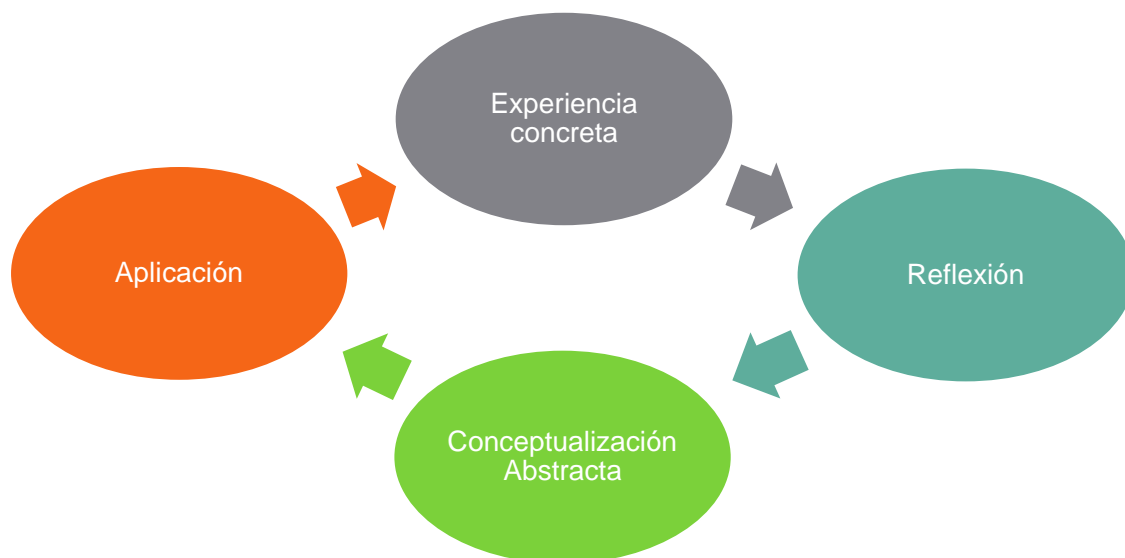 Experiencia
concreta
Aplicación
Reflexión
Conceptualización
Abstracta